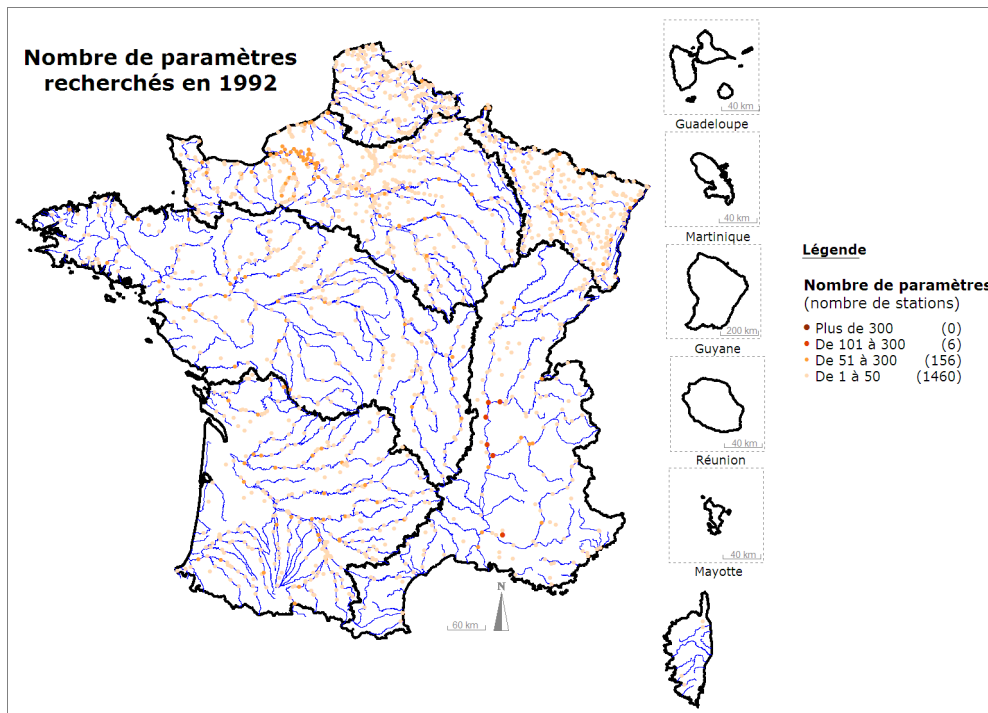 Nombre de paramètres
recherchés en 1992
40 km
Guadeloupe
40 km
Martinique
200 km
Guyane
40 km
Réunion
40 km
Mayotte
N
60 km
Légende
Nombre de paramètres
(nombre de stations)
Plus de 300 (0)
De 101 à 300 (6)
De 51 à 300 (156)
De 1 à 50 (1460)